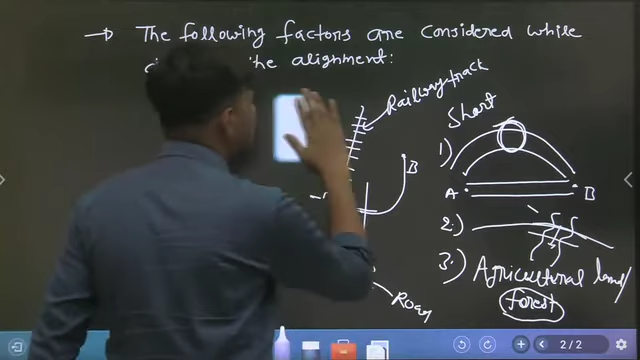 → The following factors are considered while
the alignment:
Railway track
Short
1)
B
A B
2.)
3.) Agricultural land/
forest
Road
2/2